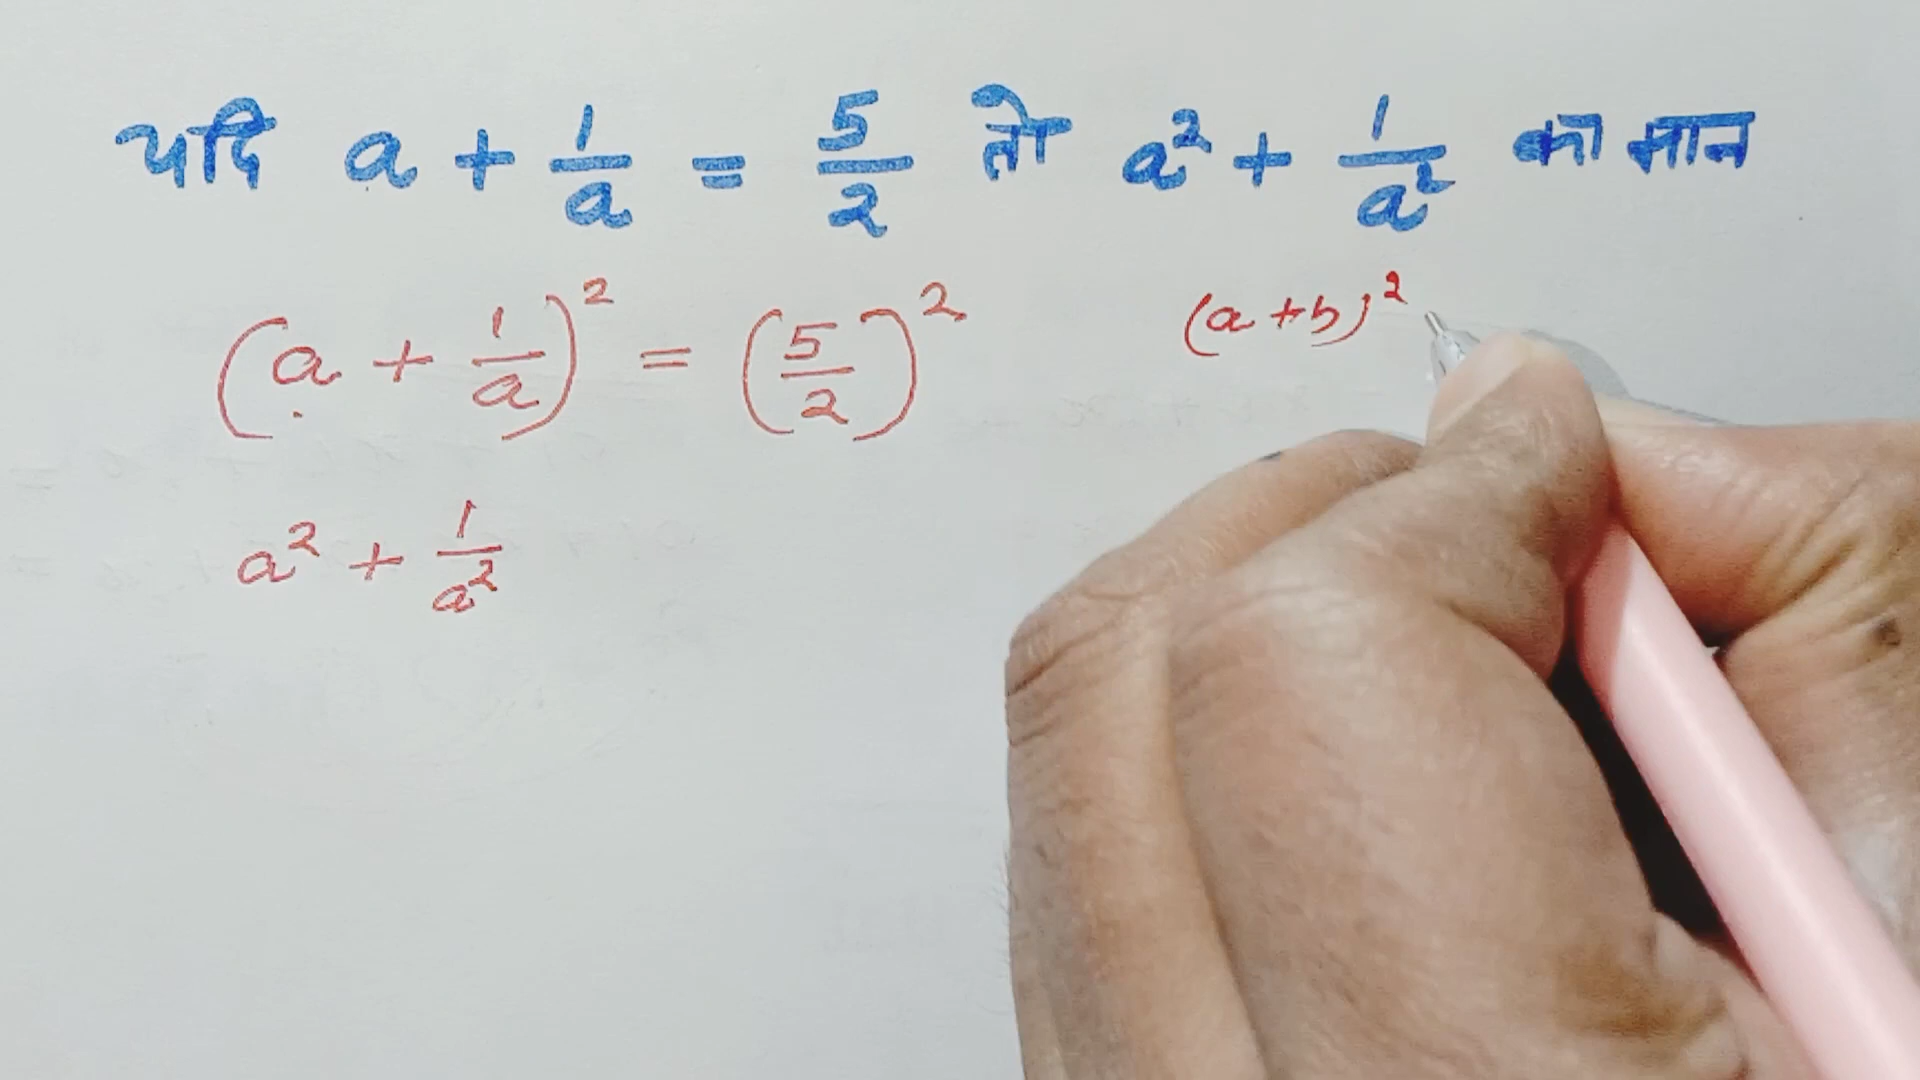 यदि a + 1/a = 5/2 तो a² + 1/a² का मान
(a + 1/a)² = (5/2)²
(a + b)²
a² + 1/a²